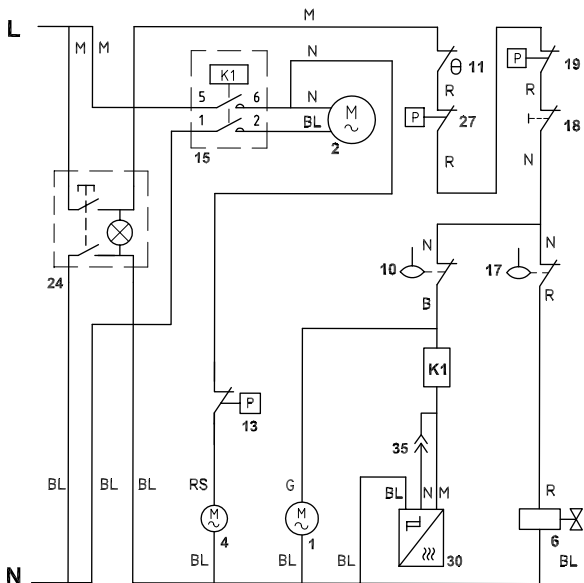 M
L
M M
N
K1
5 6 N
1 2 BL
M
~
15
2
θ 11
P 19
R R
P 27
18
R N
24
N N
10 17
B R
K1
P
13
35
BL BL BL RS G BL N M R
M
~
4
M
~
1
30
6
N
BL BL BL BL